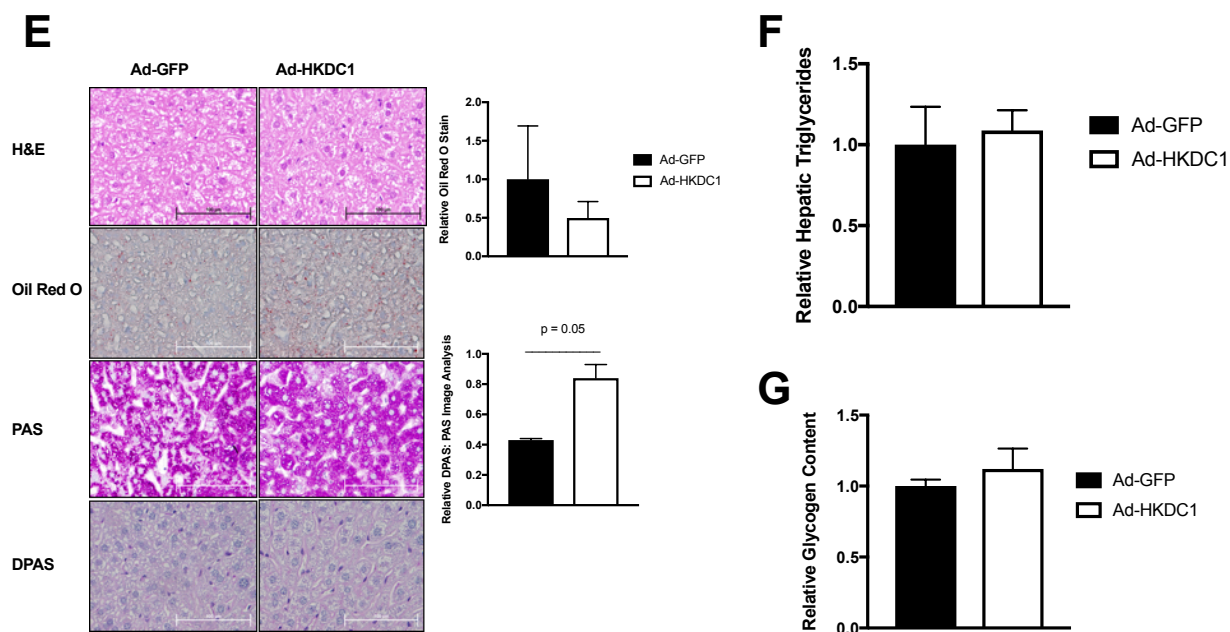 E
Ad-GFP
Ad-HKDC1
H&E
Oil Red O
PAS
DPAS
Relative Oil Red O Stain
2.0
1.5
1.0
0.5
0.0
Ad-GFP
Ad-HKDC1
p = 0.05
Relative DPAS: PAS Image Analysis
1.0
0.8
0.6
0.4
0.2
0.0
F
Relative Hepatic Triglycerides
1.5
1.0
0.5
0.0
Ad-GFP
Ad-HKDC1
G
Relative Glycogen Content
1.5
1.0
0.5
0.0
Ad-GFP
Ad-HKDC1